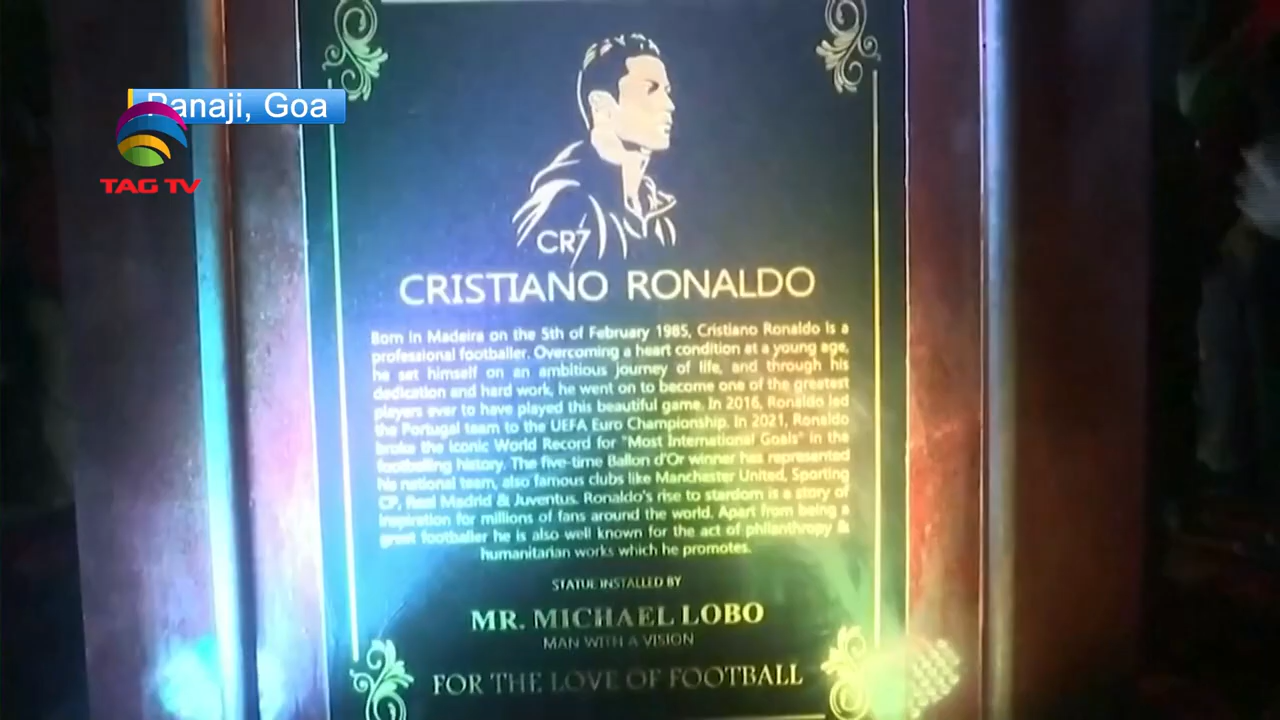 Panaji, Goa
TAG TV
CR7
CRISTIANO RONALDO
Born in Madeira on the 5th of February 1985, Cristiano Ronaldo is a
professional footballer. Overcoming a heart condition at a young age,
he set himself on an ambitious journey of life, and through his
dedication and hard work, he went on to become one of the greatest
players ever to have played this beautiful game. In 2016, Ronaldo led
the Portugal team to the UEFA Euro Championship. In 2021, Ronaldo
broke the iconic World Record for "Most International Goals" in the
footballing history. The five-time Ballon d'Or winner has represented
his national team, also famous clubs like Manchester United, Sporting
CP, Real Madrid & Juventus. Ronaldo's rise to stardom is a story of
inspiration for millions of fans around the world. Apart from being a
great footballer he is also well known for the act of philanthropy &
humanitarian works which he promotes.
STATUE INSTALLED BY
MR. MICHAEL LOBO
MAN WITH A VISION
FOR THE LOVE OF FOOTBALL